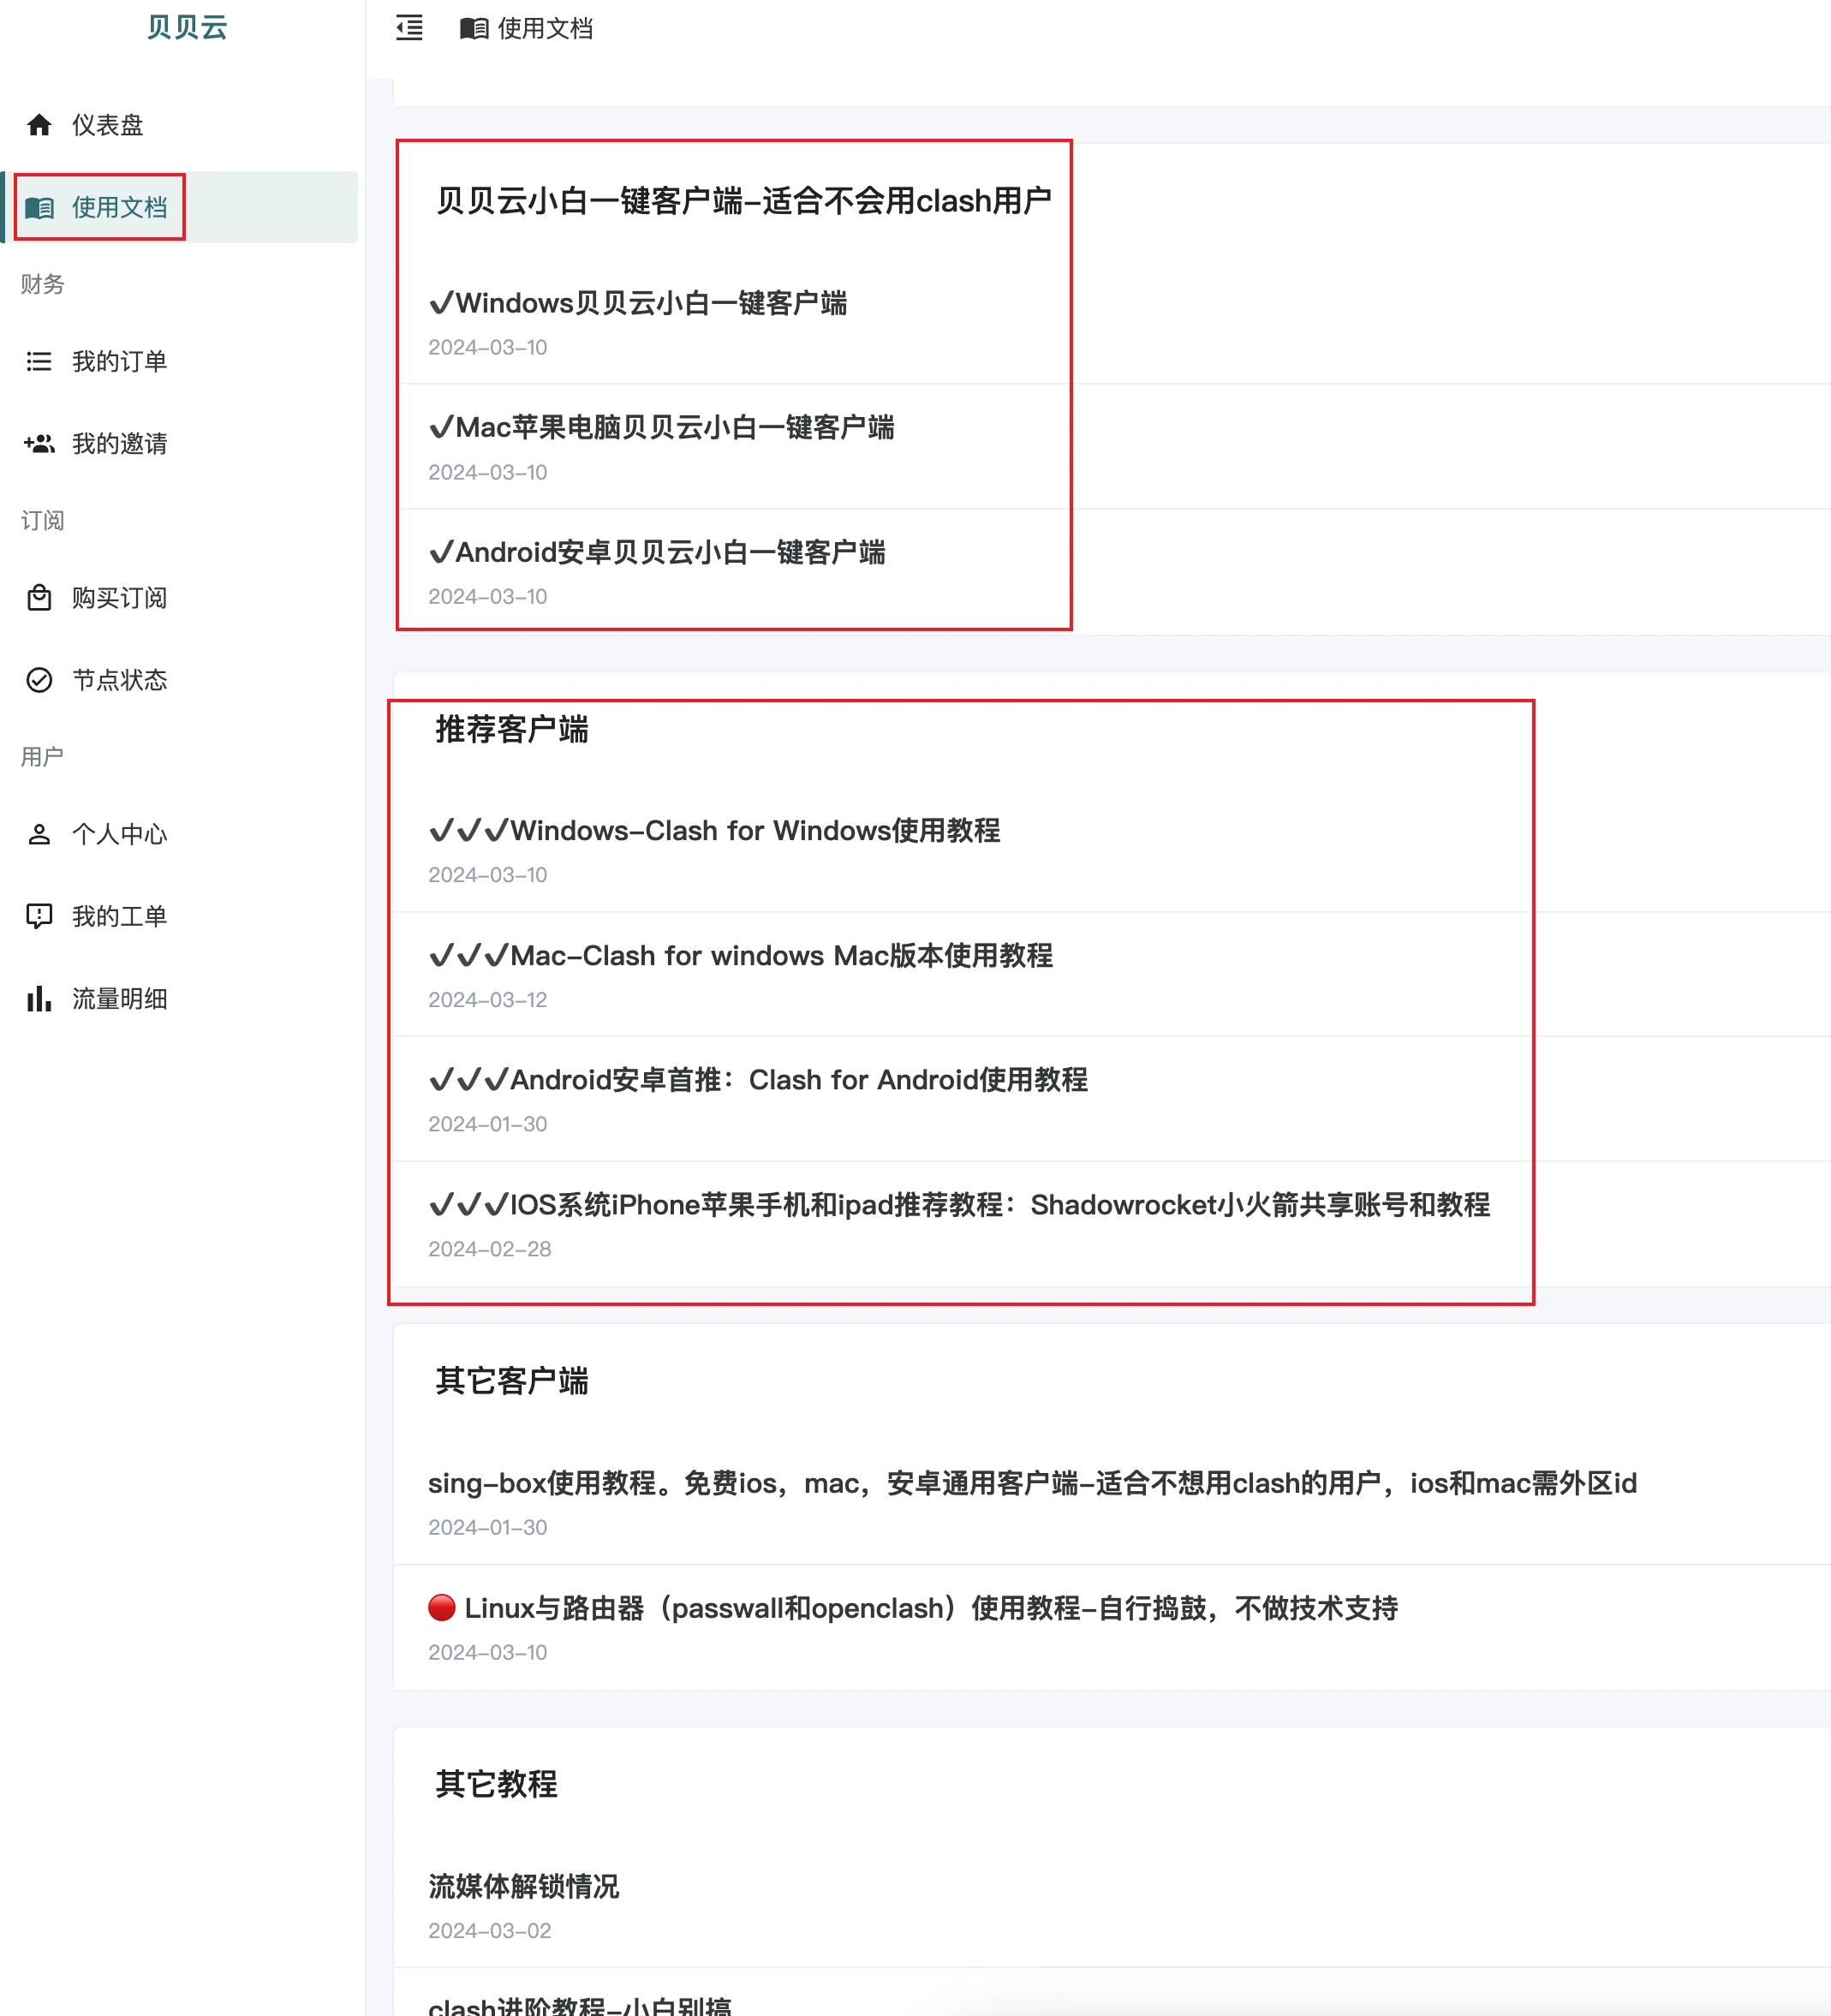 贝贝云
使用文档
仪表盘
使用文档
财务
我的订单
我的邀请
订阅
购买订阅
节点状态
用户
个人中心
我的工单
流量明细
贝贝云小白一键客户端-适合不会用clash用户
✓Windows贝贝云小白一键客户端
2024-03-10
✓Mac苹果电脑贝贝云小白一键客户端
2024-03-10
✓Android安卓贝贝云小白一键客户端
2024-03-10
推荐客户端
✓✓✓Windows-Clash for Windows使用教程
2024-03-10
✓✓✓Mac-Clash for windows Mac版本使用教程
2024-03-12
✓✓✓Android安卓首推：Clash for Android使用教程
2024-01-30
✓✓✓IOS系统iPhone苹果手机和ipad推荐教程：Shadowrocket小火箭共享账号和教程
2024-02-28
其它客户端
sing-box使用教程。免费ios，mac，安卓通用客户端-适合不想用clash的用户，ios和mac需外区id
2024-01-30
🔴 Linux与路由器（passwall和openclash）使用教程-自行捣鼓，不做技术支持
2024-03-10
其它教程
流媒体解锁情况
2024-03-02
clash进阶教程-小白别搞